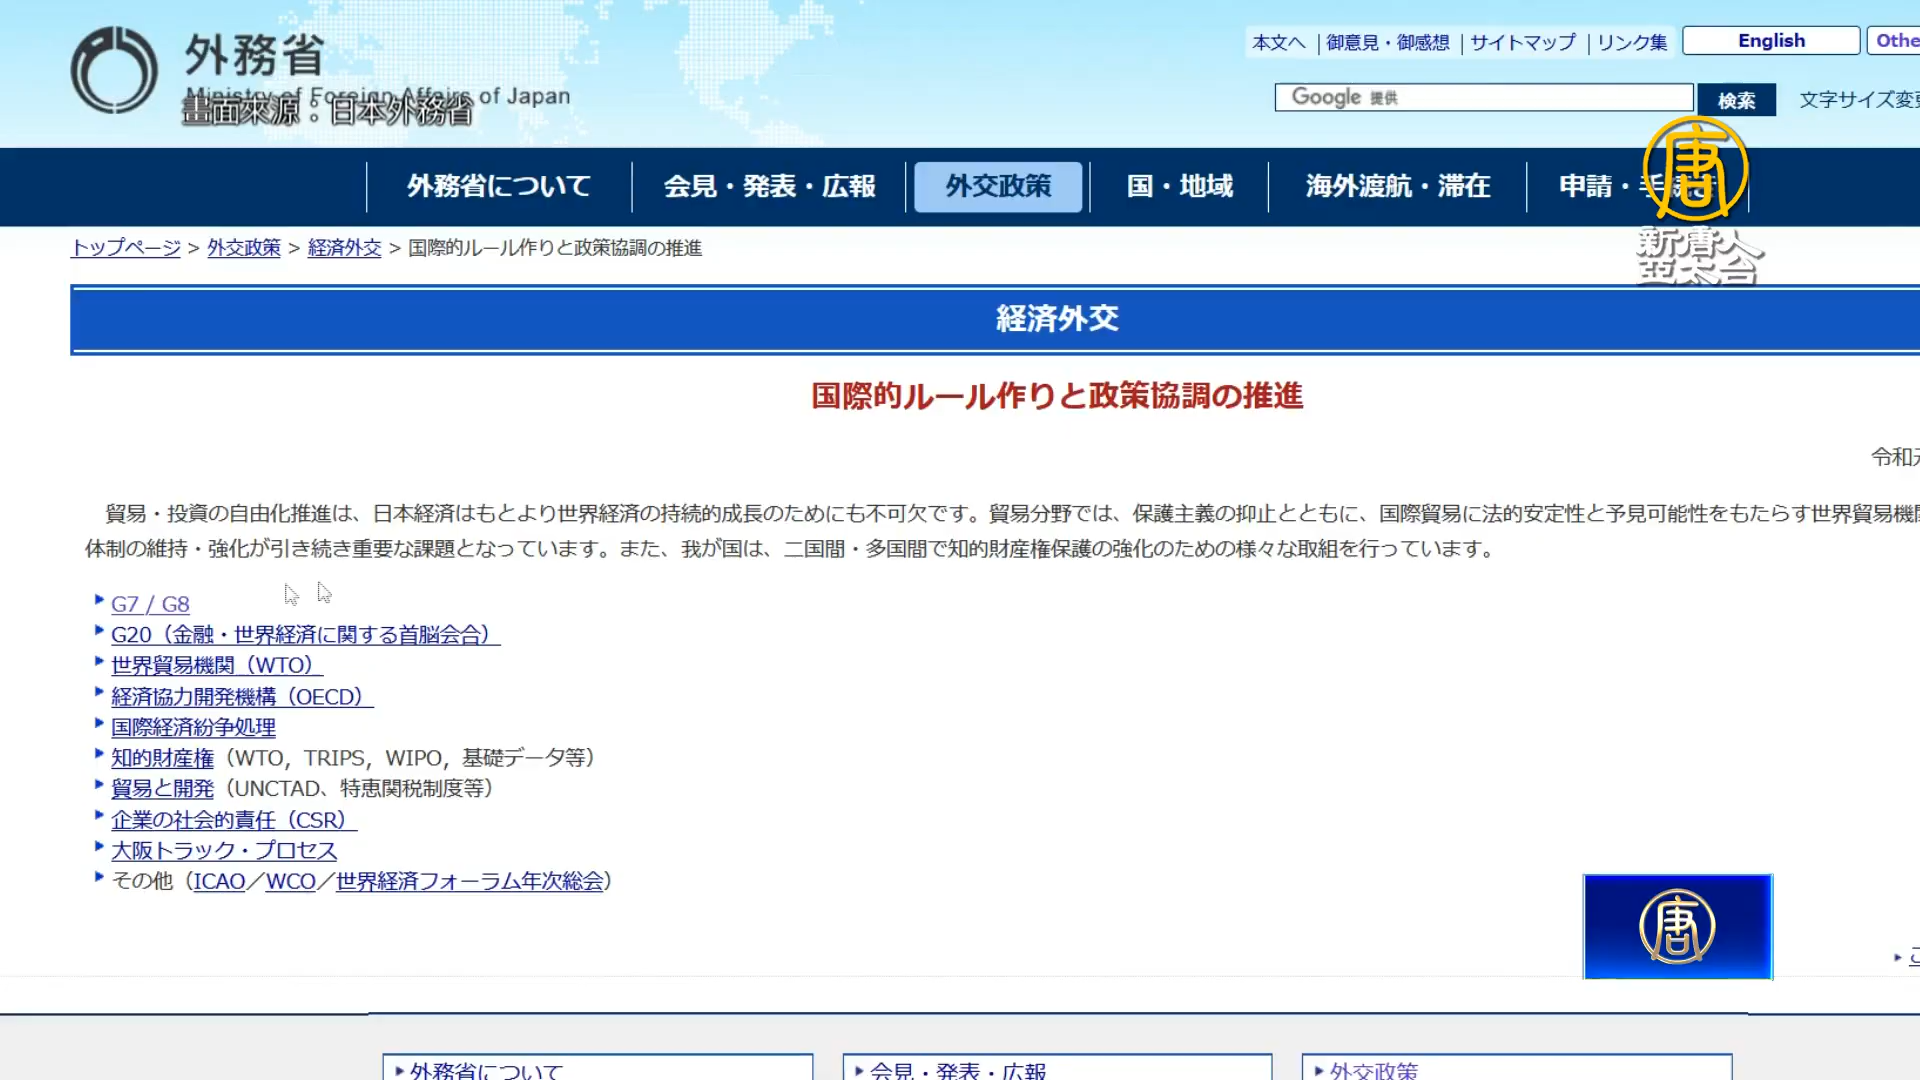 外務省
Ministry of Foreign Affairs of Japan
畫面來源：日本外務省
本文へ | 御意見・御感想 | サイトマップ | リンク集
English
Othe
Google 提供
検索
文字サイズ変
唐
新唐人
亞太台
外務省について
会見・発表・広報
外交政策
国・地域
海外渡航・滞在
申請・手続き
トップページ > 外交政策 > 経済外交 > 国際的ルール作りと政策協調の推進
経済外交
国際的ルール作りと政策協調の推進
令和元
貿易・投資の自由化推進は、日本経済はもとより世界経済の持続的成長のためにも不可欠です。貿易分野では、保護主義の抑止とともに、国際貿易に法的安定性と予見可能性をもたらす世界貿易機関
体制の維持・強化が引き続き重要な課題となっています。また、我が国は、二国間・多国間で知的財産権保護の強化のための様々な取組を行っています。
G7 / G8
G20（金融・世界経済に関する首脳会合）
世界貿易機関（WTO）
経済協力開発機構（OECD）
国際経済紛争処理
知的財産権（WTO，TRIPS，WIPO，基礎データ等）
貿易と開発（UNCTAD、特恵関税制度等）
企業の社会的責任（CSR）
大阪トラック・プロセス
その他（ICAO／WCO／世界経済フォーラム年次総会）
唐
外務省について
会見・発表・広報
外交政策